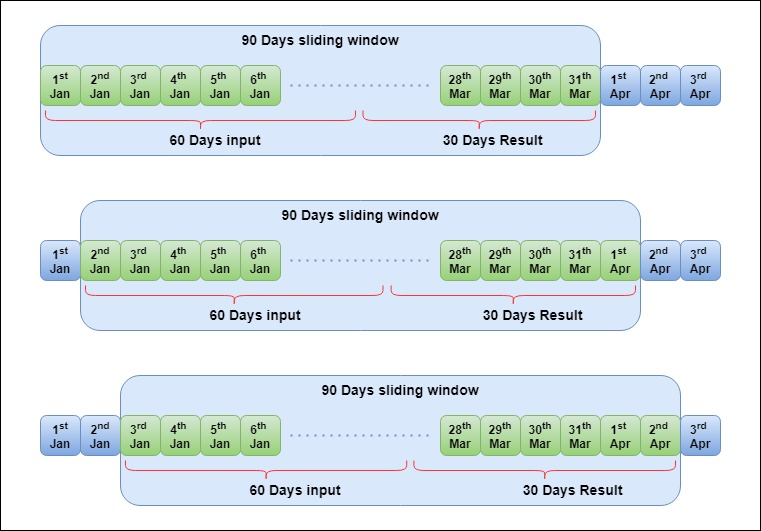 90 Days sliding window
1st 2nd 3rd 4th 5th 6th 28th 29th 30th 31th 1st 2nd 3rd
Jan Jan Jan Jan Jan Jan Mar Mar Mar Mar Apr Apr Apr
60 Days input 30 Days Result
90 Days sliding window
1st 2nd 3rd 4th 5th 6th 28th 29th 30th 31th 1st 2nd 3rd
Jan Jan Jan Jan Jan Jan Mar Mar Mar Mar Apr Apr Apr
60 Days input 30 Days Result
90 Days sliding window
1st 2nd 3rd 4th 5th 6th 28th 29th 30th 31th 1st 2nd 3rd
Jan Jan Jan Jan Jan Jan Mar Mar Mar Mar Apr Apr Apr
60 Days input 30 Days Result